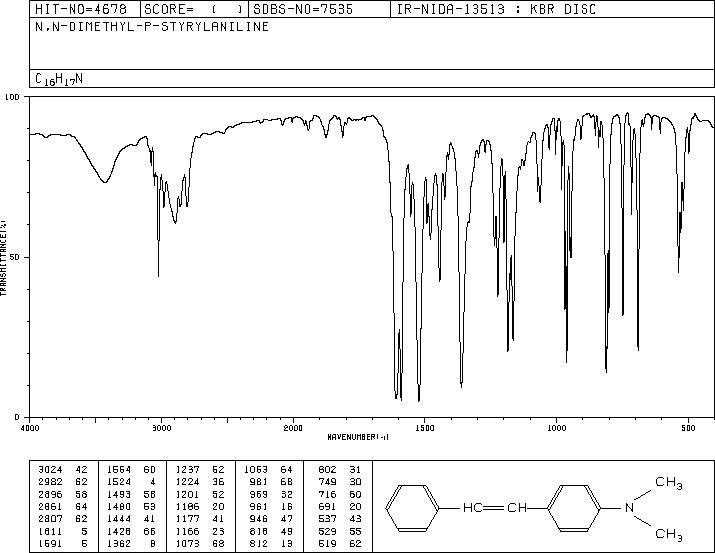 HIT-NO=4678 SCORE= ( ) SDBS-NO=7535 IR-NIDA-13513 : KBR DISC
N,N-DIMETHYL-P-STYRYLANILINE
C16H17N
100
50
0
TRANSMITTANCE(%)
4000 3000 2000 1500 1000 500
WAVENUMBER(-1)
3024 42 1554 60 1237 52 1063 64 802 31
2982 62 1524 4 1224 36 981 68 749 30
2896 58 1493 58 1201 52 969 32 716 60
2861 64 1480 53 1186 20 961 16 691 20
2807 62 1444 41 1177 41 946 47 537 43
1611 5 1428 66 1166 23 818 49 529 55
1591 5 1362 9 1073 68 812 13 519 62
CH3
HC=CH N
CH3